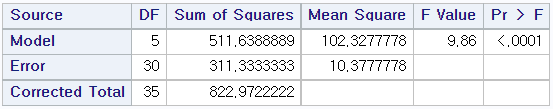 Source DF Sum of Squares Mean Square F Value Pr > F
Model 5 511.6388889 102.3277778 9.86 <.0001
Error 30 311.3333333 10.3777778
Corrected Total 35 822.9722222